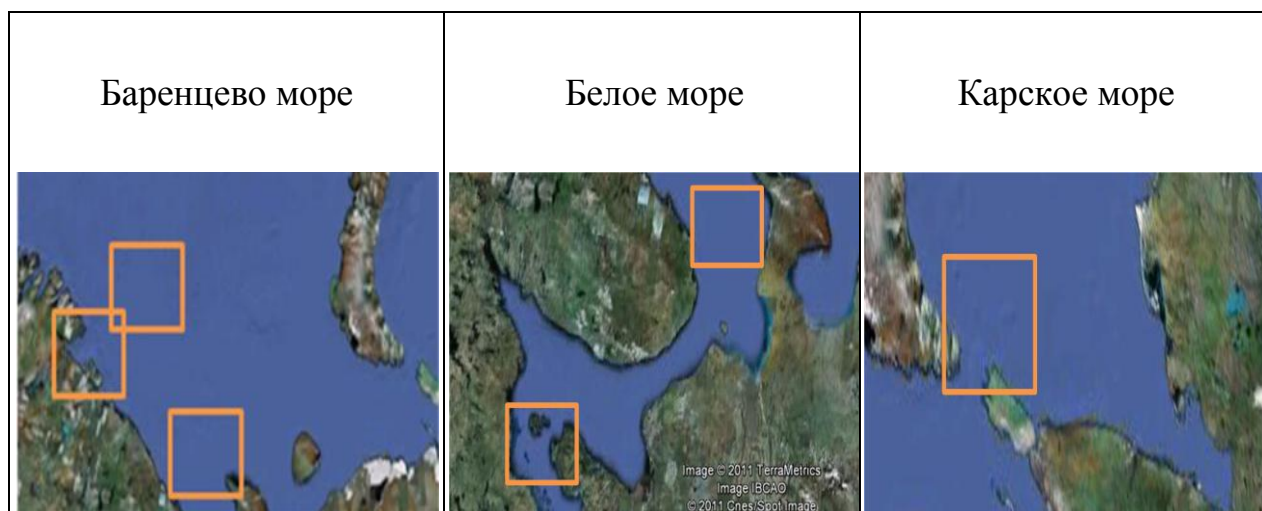 Баренцево море
Белое море
Карское море
Image © 2011 TerraMetrics
Image IBCAO
© 2011 Cnes/Spot Image